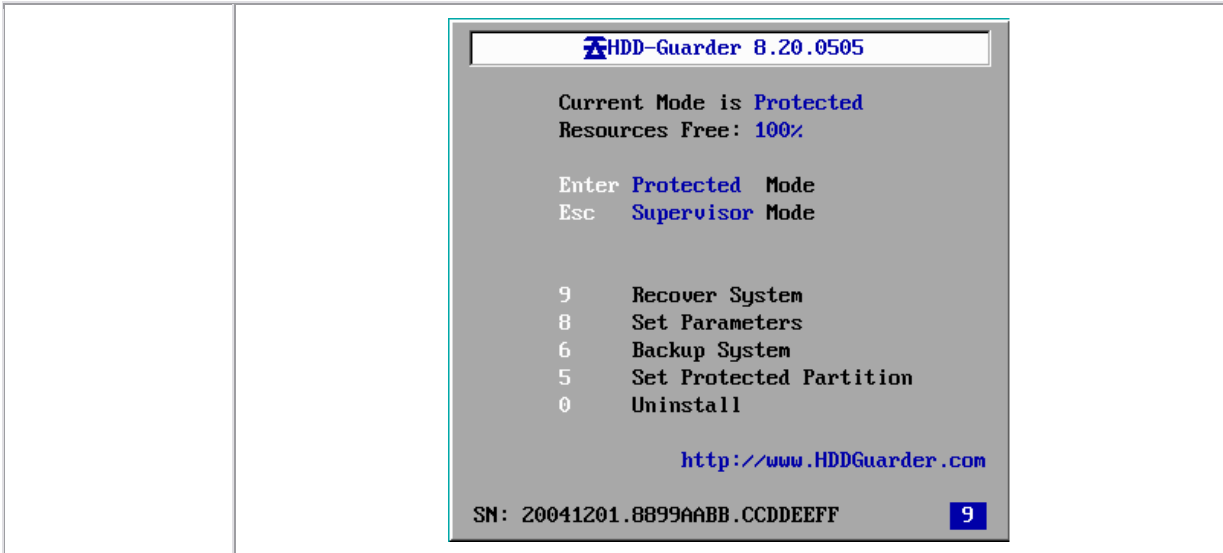 HDD-Guarder 8.20.0505
Current Mode is Protected
Resources Free: 100%
Enter Protected Mode
Esc Supervisor Mode
9 Recover System
8 Set Parameters
6 Backup System
5 Set Protected Partition
0 Uninstall
http://www.HDDGuarder.com
SN: 20041201.8899AABB.CCDDEEFF 9